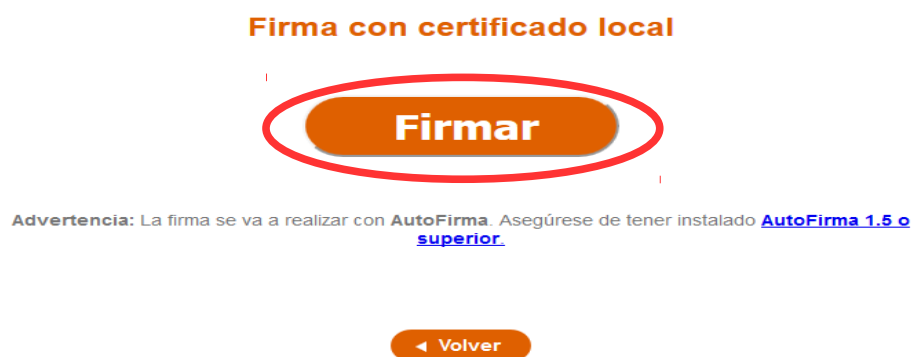 Firma con certificado local
Firmar
Advertencia: La firma se va a realizar con AutoFirma. Asegúrese de tener instalado AutoFirma 1.5 o
superior.
◄ Volver